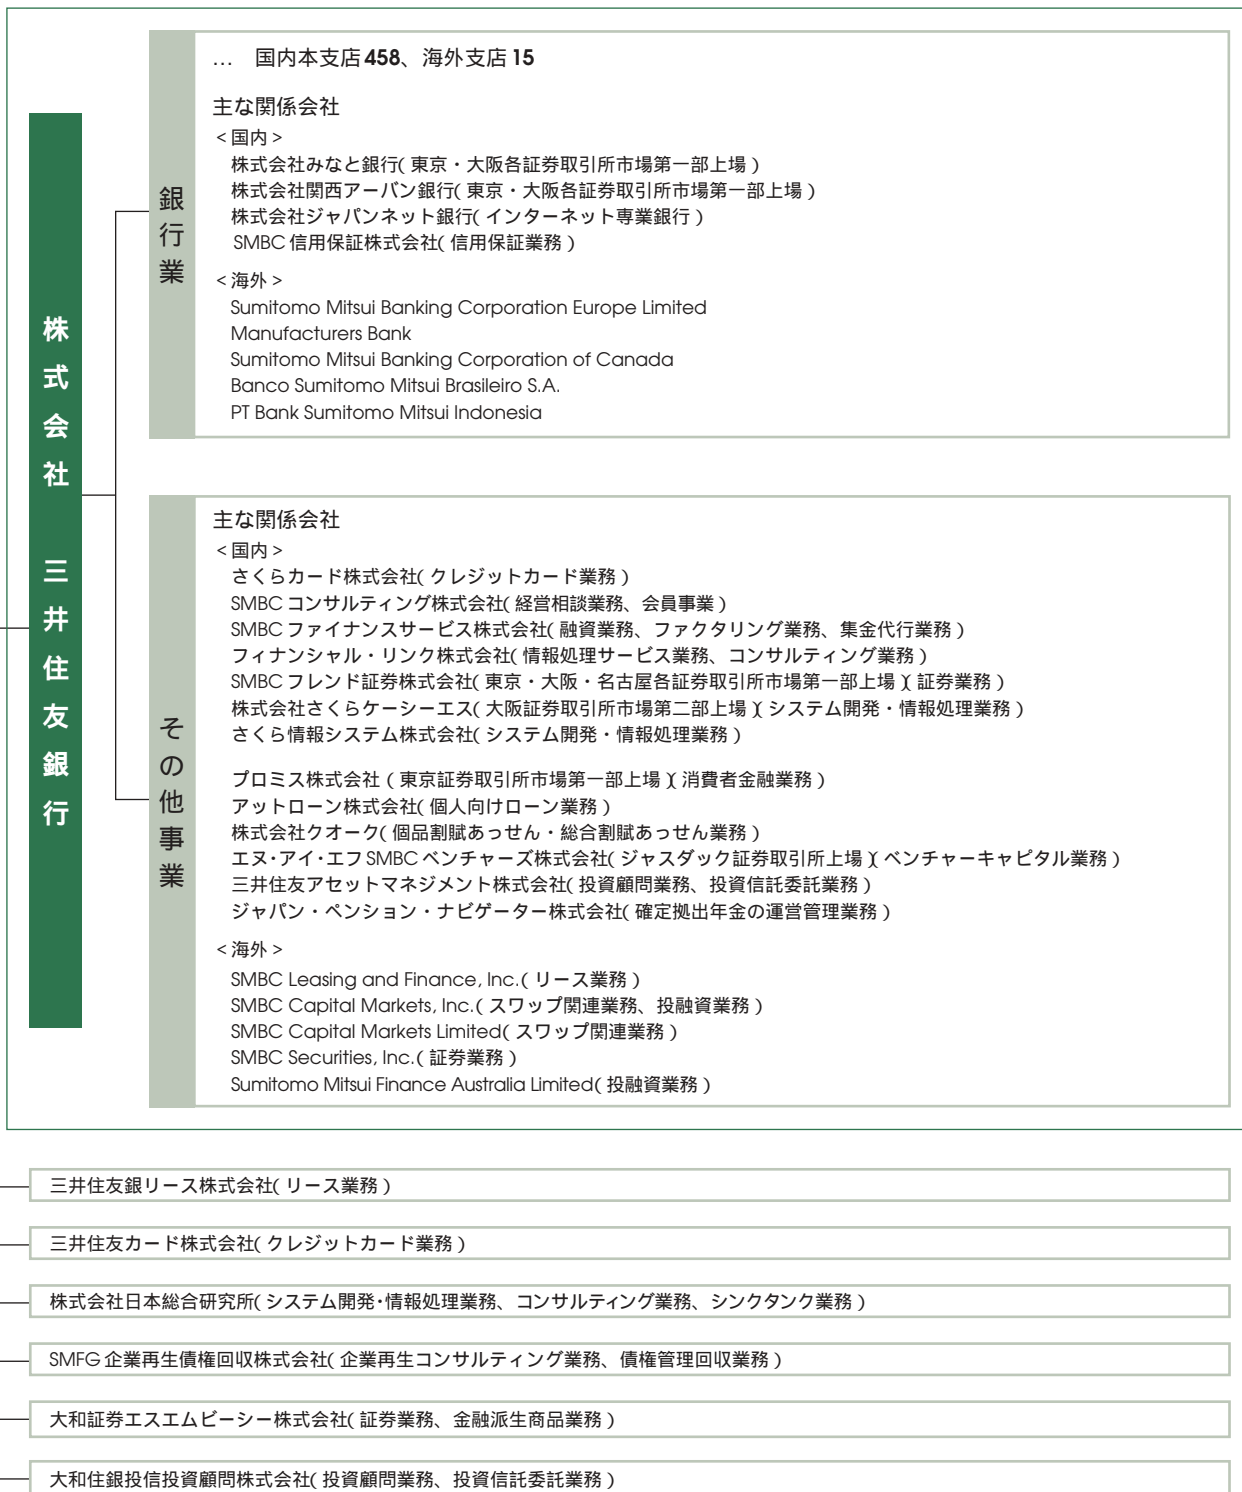 株式会社 三井住友銀行
銀行業
… 国内本支店458、海外支店15
主な関係会社
<国内>
株式会社みなと銀行(東京・大阪各証券取引所市場第一部上場)
株式会社関西アーバン銀行(東京・大阪各証券取引所市場第一部上場)
株式会社ジャパンネット銀行(インターネット専業銀行)
SMBC信用保証株式会社(信用保証業務)
<海外>
Sumitomo Mitsui Banking Corporation Europe Limited
Manufacturers Bank
Sumitomo Mitsui Banking Corporation of Canada
Banco Sumitomo Mitsui Brasileiro S.A.
PT Bank Sumitomo Mitsui Indonesia
その他事業
主な関係会社
<国内>
さくらカード株式会社(クレジットカード業務)
SMBCコンサルティング株式会社(経営相談業務、会員事業)
SMBCファイナンスサービス株式会社(融資業務、ファクタリング業務、集金代行業務)
フィナンシャル・リンク株式会社(情報処理サービス業務、コンサルティング業務)
SMBCフレンド証券株式会社(東京・大阪・名古屋各証券取引所市場第一部上場)(証券業務)
株式会社さくらケーシーエス(大阪証券取引所市場第二部上場)(システム開発・情報処理業務)
さくら情報システム株式会社(システム開発・情報処理業務)
プロミス株式会社(東京証券取引所市場第一部上場)(消費者金融業務)
アットローン株式会社(個人向けローン業務)
株式会社クオーク(個品割賦あっせん・総合割賦あっせん業務)
エヌ・アイ・エフSMBCベンチャーズ株式会社(ジャスダック証券取引所上場)(ベンチャーキャピタル業務)
三井住友アセットマネジメント株式会社(投資顧問業務、投資信託委託業務)
ジャパン・ペンション・ナビゲーター株式会社(確定拠出年金の運営管理業務)
<海外>
SMBC Leasing and Finance, Inc.(リース業務)
SMBC Capital Markets, Inc.(スワップ関連業務、投融資業務)
SMBC Capital Markets Limited(スワップ関連業務)
SMBC Securities, Inc.(証券業務)
Sumitomo Mitsui Finance Australia Limited(投融資業務)
三井住友銀リース株式会社(リース業務)
三井住友カード株式会社(クレジットカード業務)
株式会社日本総合研究所(システム開発・情報処理業務、コンサルティング業務、シンクタンク業務)
SMFG企業再生債権回収株式会社(企業再生コンサルティング業務、債権管理回収業務)
大和証券エスエムビーシー株式会社(証券業務、金融派生商品業務)
大和住銀投信投資顧問株式会社(投資顧問業務、投資信託委託業務)